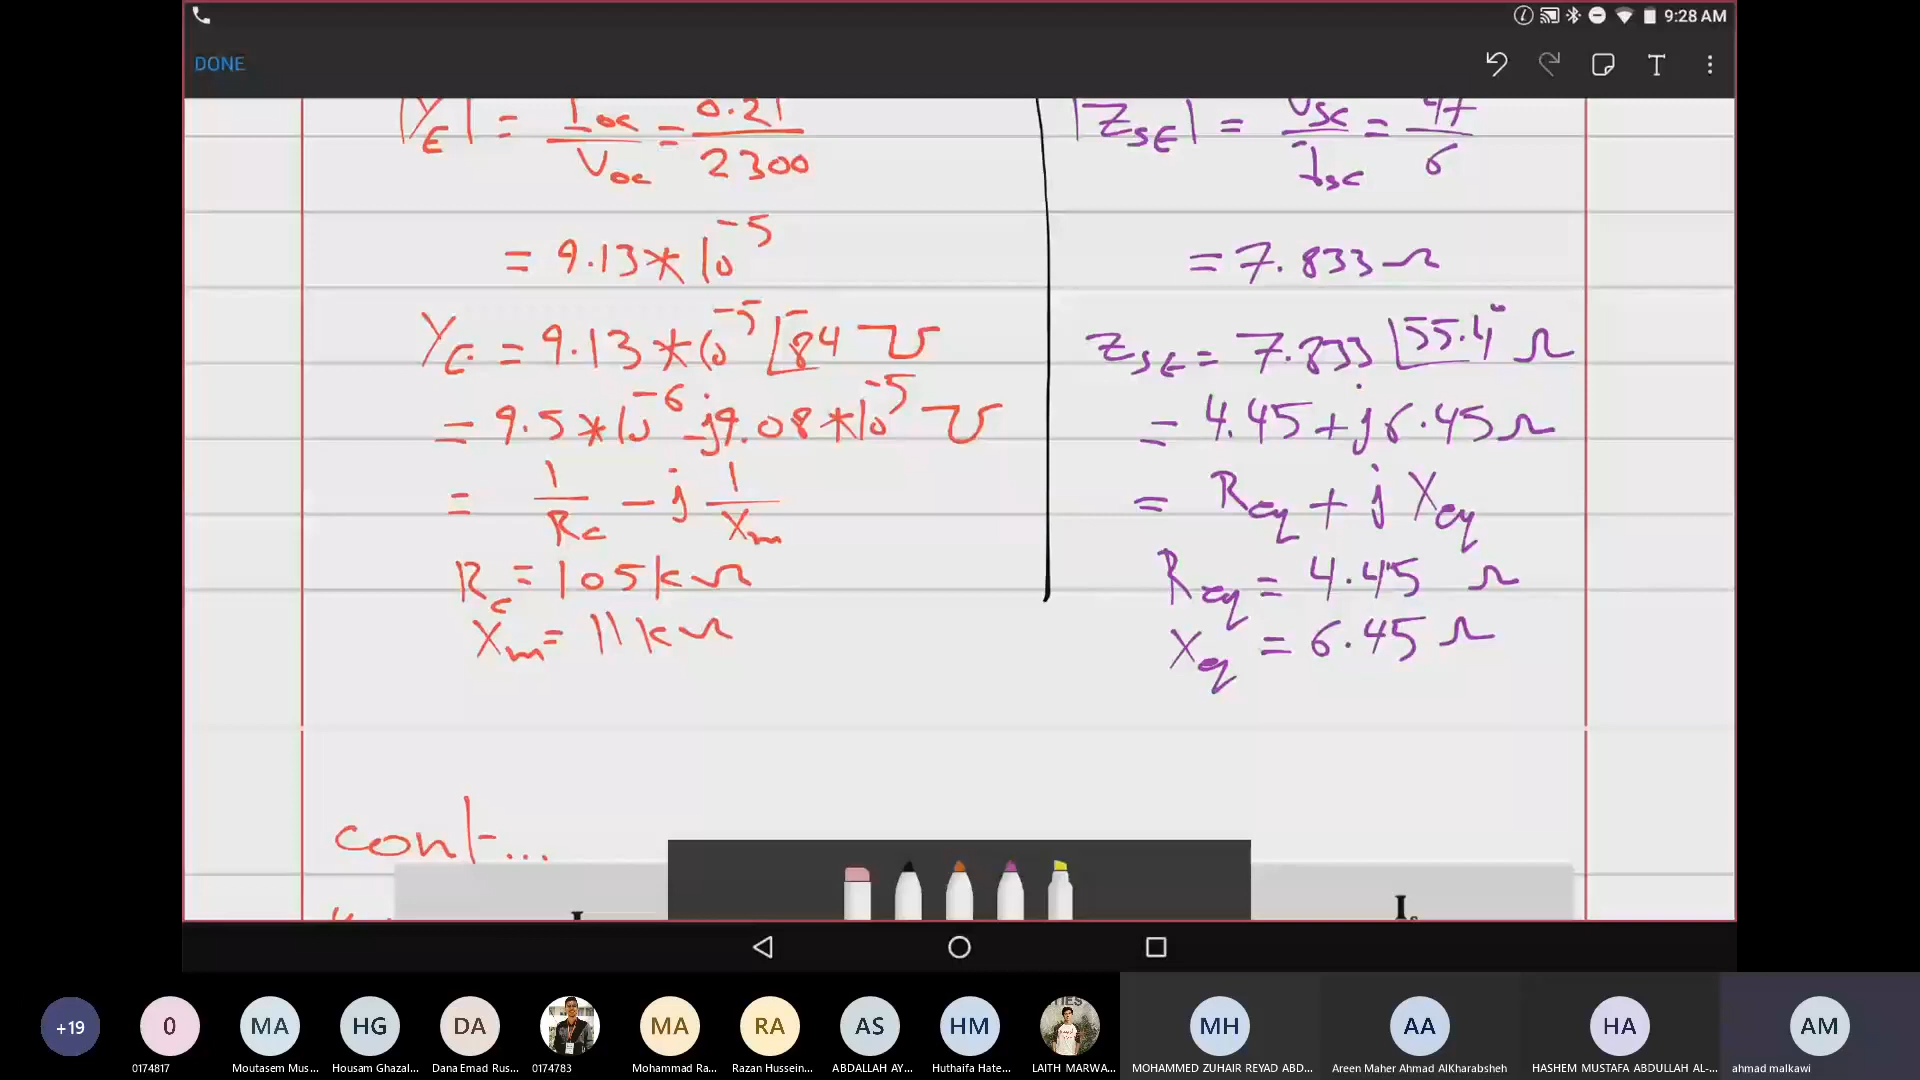 9:28 AM
DONE
|Y_E| = I_oc / V_oc = 0.21 / 2300
= 9.13*10^-5
Y_E = 9.13*10^-5 ∠-84 ℧
= 9.5*10^-6 - j9.08*10^-5 ℧
= 1/R_c - j 1/X_m
R_c = 105 kΩ
X_m = 11 kΩ
|Z_SE| = V_sc / I_sc = 47 / 6
= 7.833 Ω
Z_SE = 7.833 ∠55.4° Ω
= 4.45 + j6.45 Ω
= R_eq + j X_eq
R_eq = 4.45 Ω
X_eq = 6.45 Ω
cont...
+19
0
MA
HG
DA
MA
RA
AS
HM
MH
AA
HA
AM
0174817
Moutasem Mus...
Housam Ghazal...
Dana Emad Rus...
0174783
Mohammad Ra...
Razan Hussein...
ABDALLAH AY...
Huthaifa Hate...
LAITH MARWA...
MOHAMMED ZUHAIR REYAD ABD...
Areen Maher Ahmad AlKharabsheh
HASHEM MUSTAFA ABDULLAH AL-...
ahmad malkawi